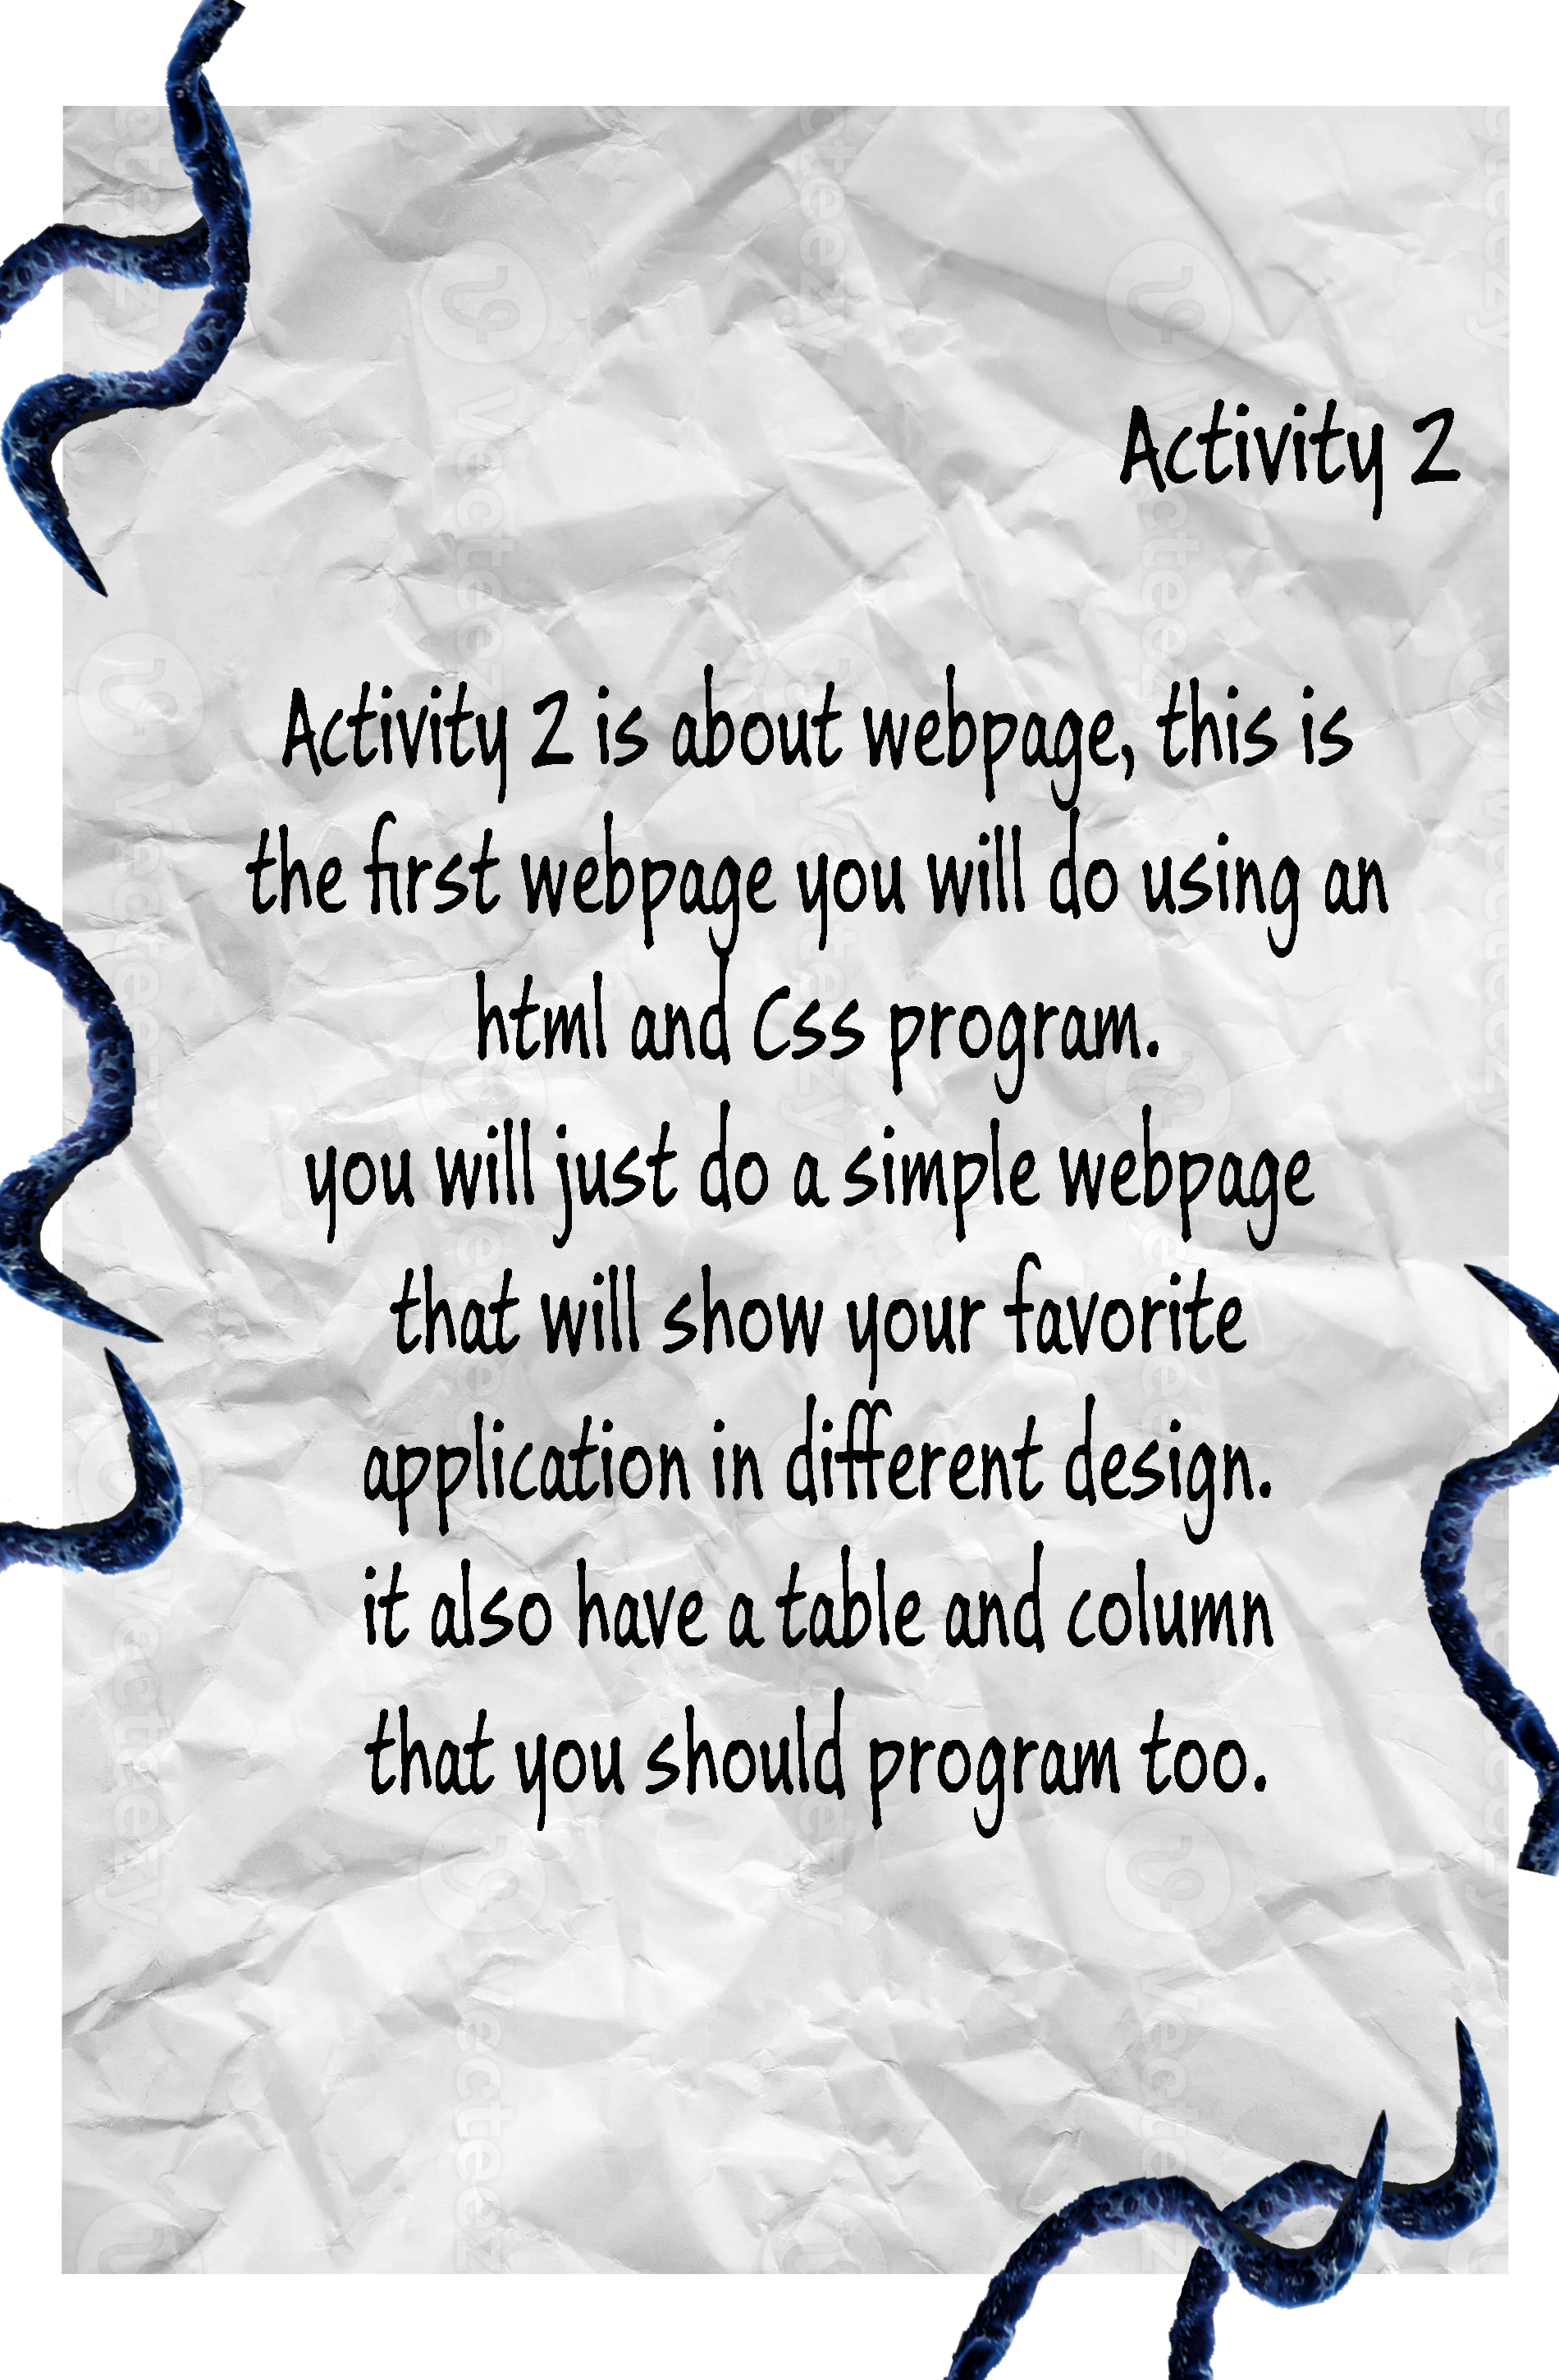 Activity 2
Activity 2 is about webpage, this is
the first webpage you will do using an
html and Css program.
you will just do a simple webpage
that will show your favorite
application in different design.
it also have a table and column
that you should program too.